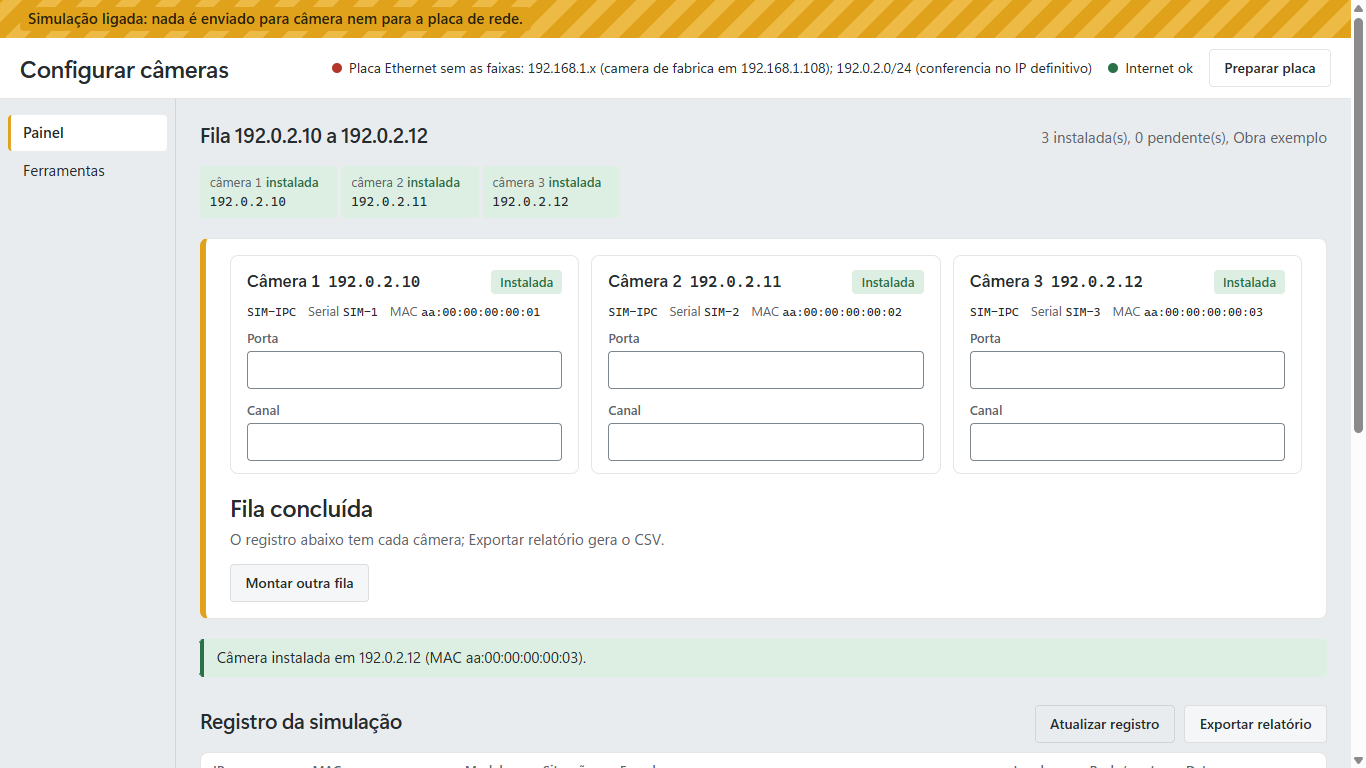 Simulação ligada: nada é enviado para câmera nem para a placa de rede.
Configurar câmeras
Placa Ethernet sem as faixas: 192.168.1.x (camera de fabrica em 192.168.1.108); 192.0.2.0/24 (conferencia no IP definitivo)
Internet ok
Preparar placa
Painel
Ferramentas
Fila 192.0.2.10 a 192.0.2.12
3 instalada(s), 0 pendente(s), Obra exemplo
câmera 1 instalada
192.0.2.10
câmera 2 instalada
192.0.2.11
câmera 3 instalada
192.0.2.12
Câmera 1 192.0.2.10
Instalada
SIM-IPC Serial SIM-1 MAC aa:00:00:00:00:01
Porta
Canal
Câmera 2 192.0.2.11
Instalada
SIM-IPC Serial SIM-2 MAC aa:00:00:00:00:02
Porta
Canal
Câmera 3 192.0.2.12
Instalada
SIM-IPC Serial SIM-3 MAC aa:00:00:00:00:03
Porta
Canal
Fila concluída
O registro abaixo tem cada câmera; Exportar relatório gera o CSV.
Montar outra fila
Câmera instalada em 192.0.2.12 (MAC aa:00:00:00:00:03).
Registro da simulação
Atualizar registro
Exportar relatório